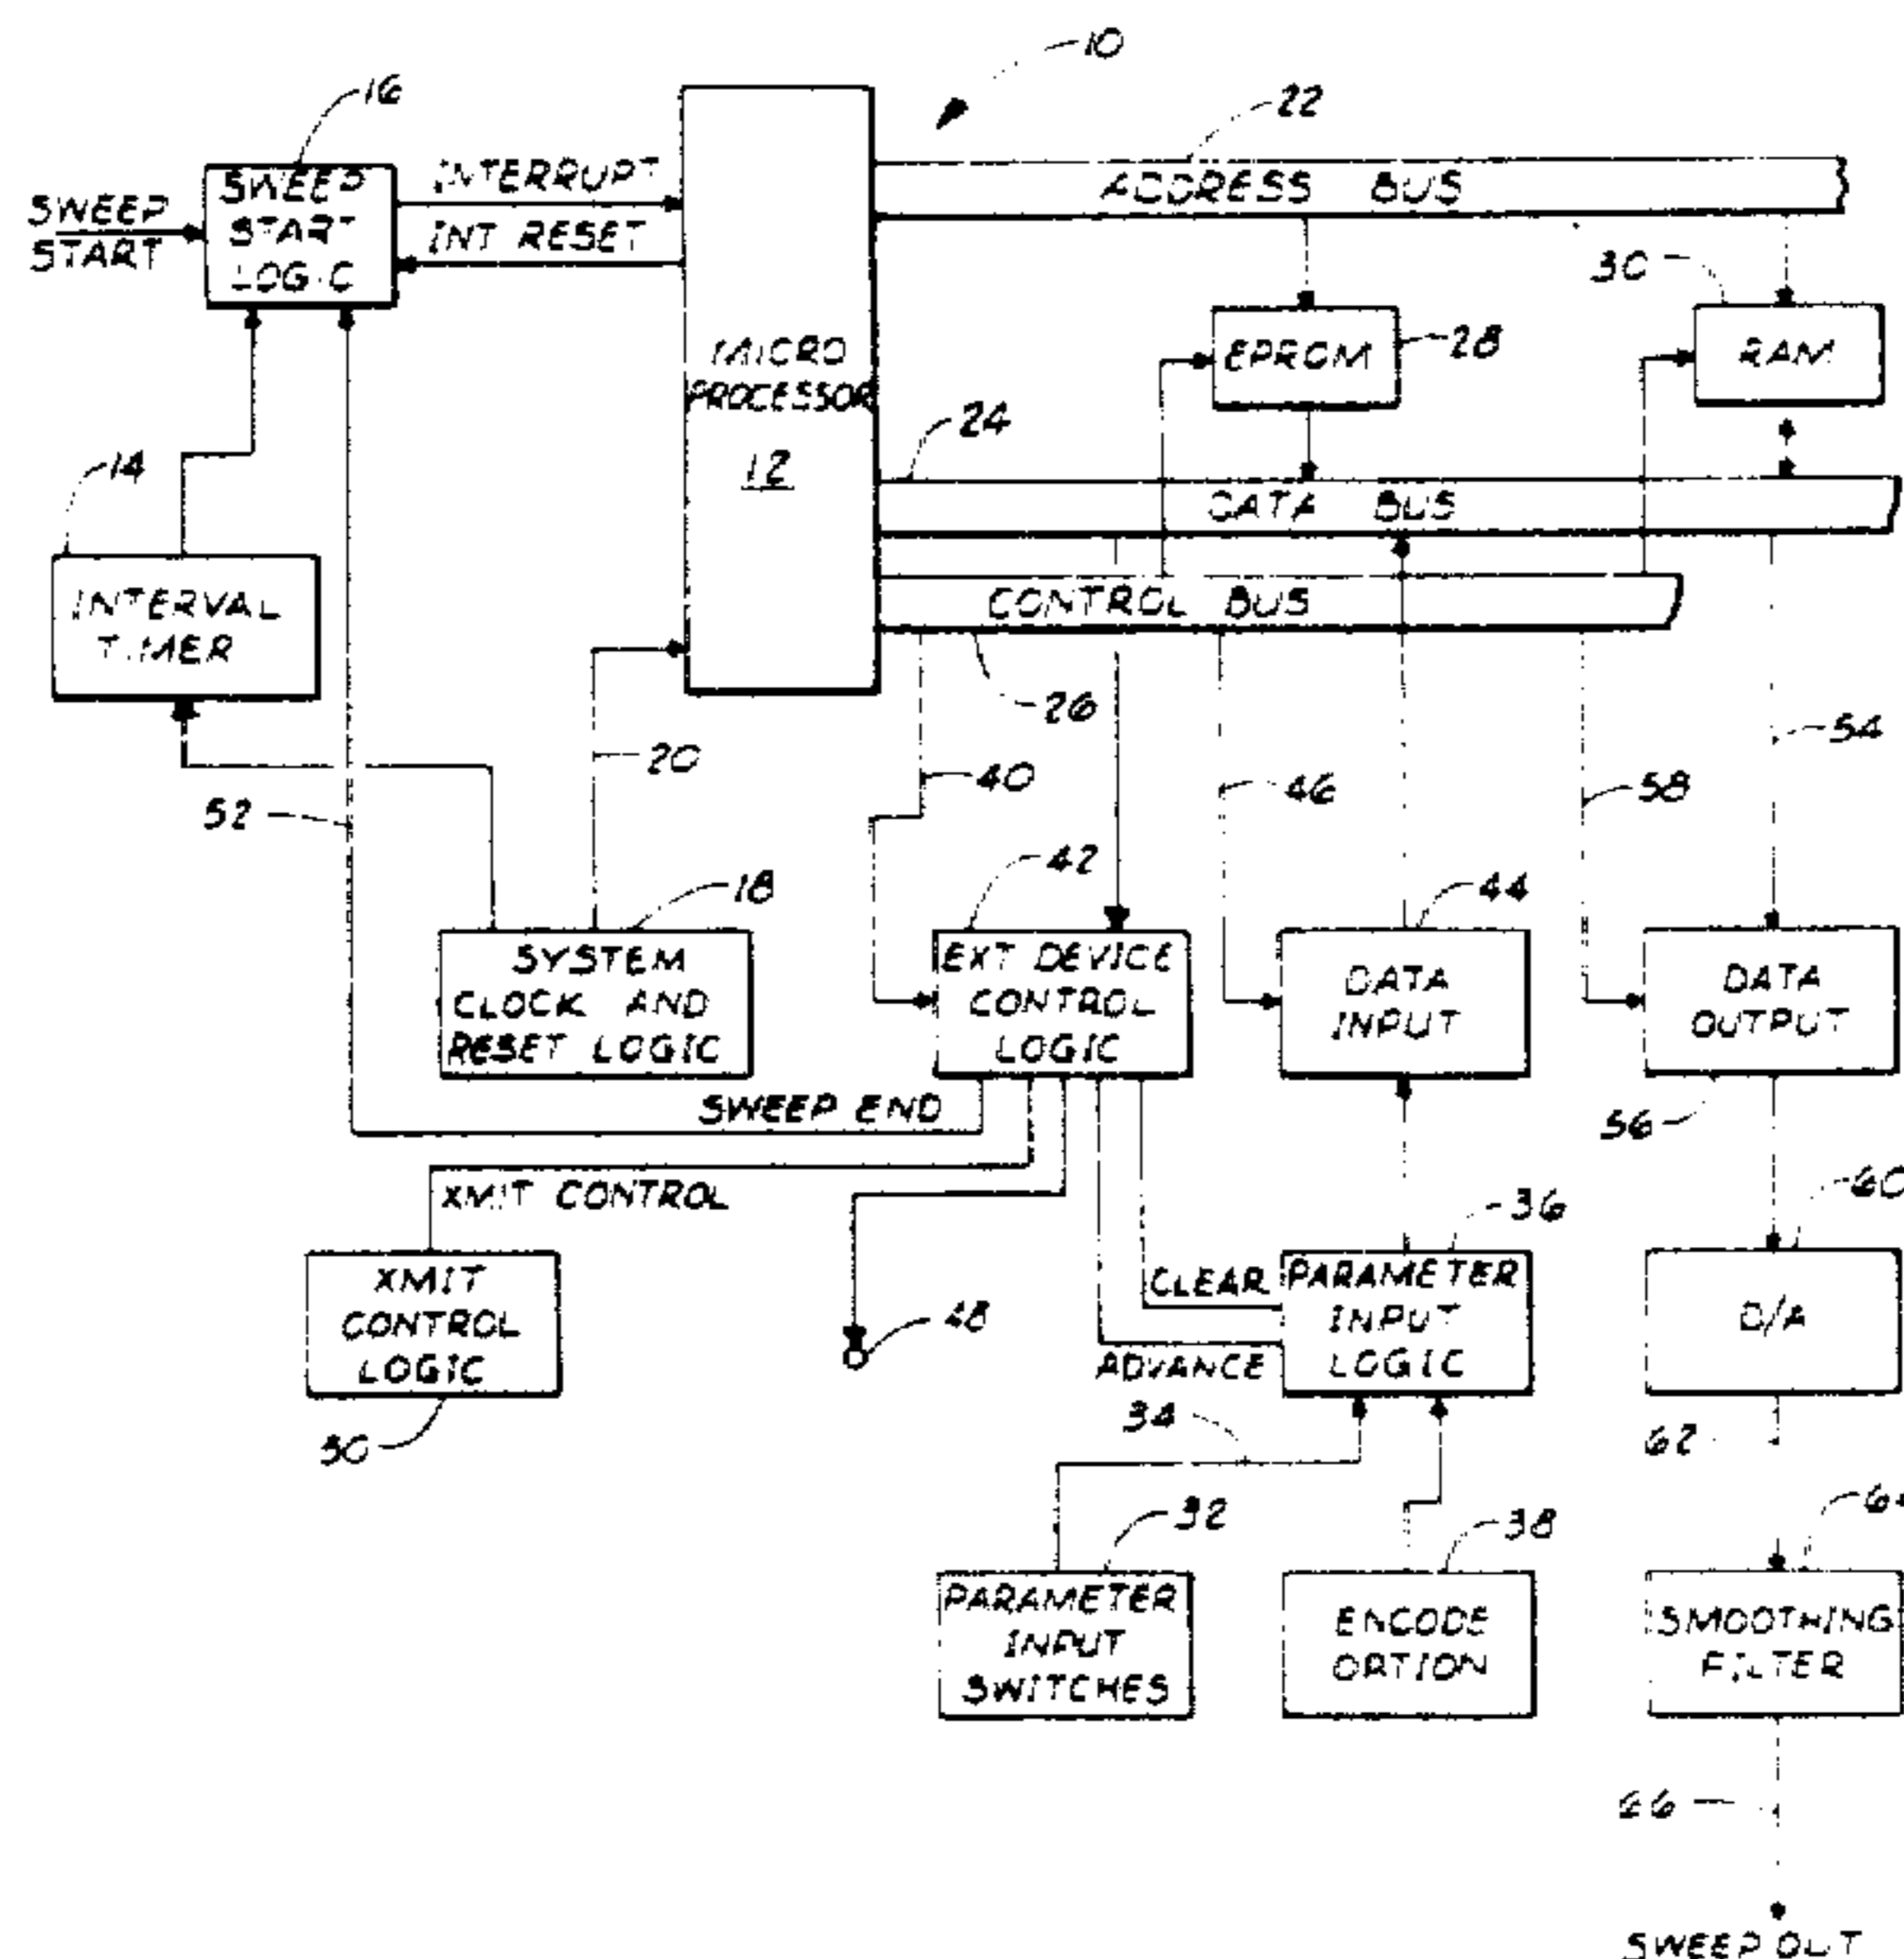 10
16
22
SWEEP
START
SWEEP
START
LOGIC
INTERRUPT
INT RESET
ADDRESS BUS
30
MICRO
PROCESSOR
12
EPROM
28
RAM
24
14
DATA BUS
INTERVAL
TIMER
CONTROL BUS
26
20
40
46
54
58
52
18
42
44
SYSTEM
CLOCK AND
RESET LOGIC
EXT DEVICE
CONTROL
LOGIC
DATA
INPUT
DATA
OUTPUT
56
SWEEP END
XMIT CONTROL
36
60
XMIT
CONTROL
LOGIC
50
48
CLEAR
ADVANCE
PARAMETER
INPUT
LOGIC
D/A
34
62
32
38
PARAMETER
INPUT
SWITCHES
ENCODE
OPTION
SMOOTHING
FILTER
66
SWEEP OUT